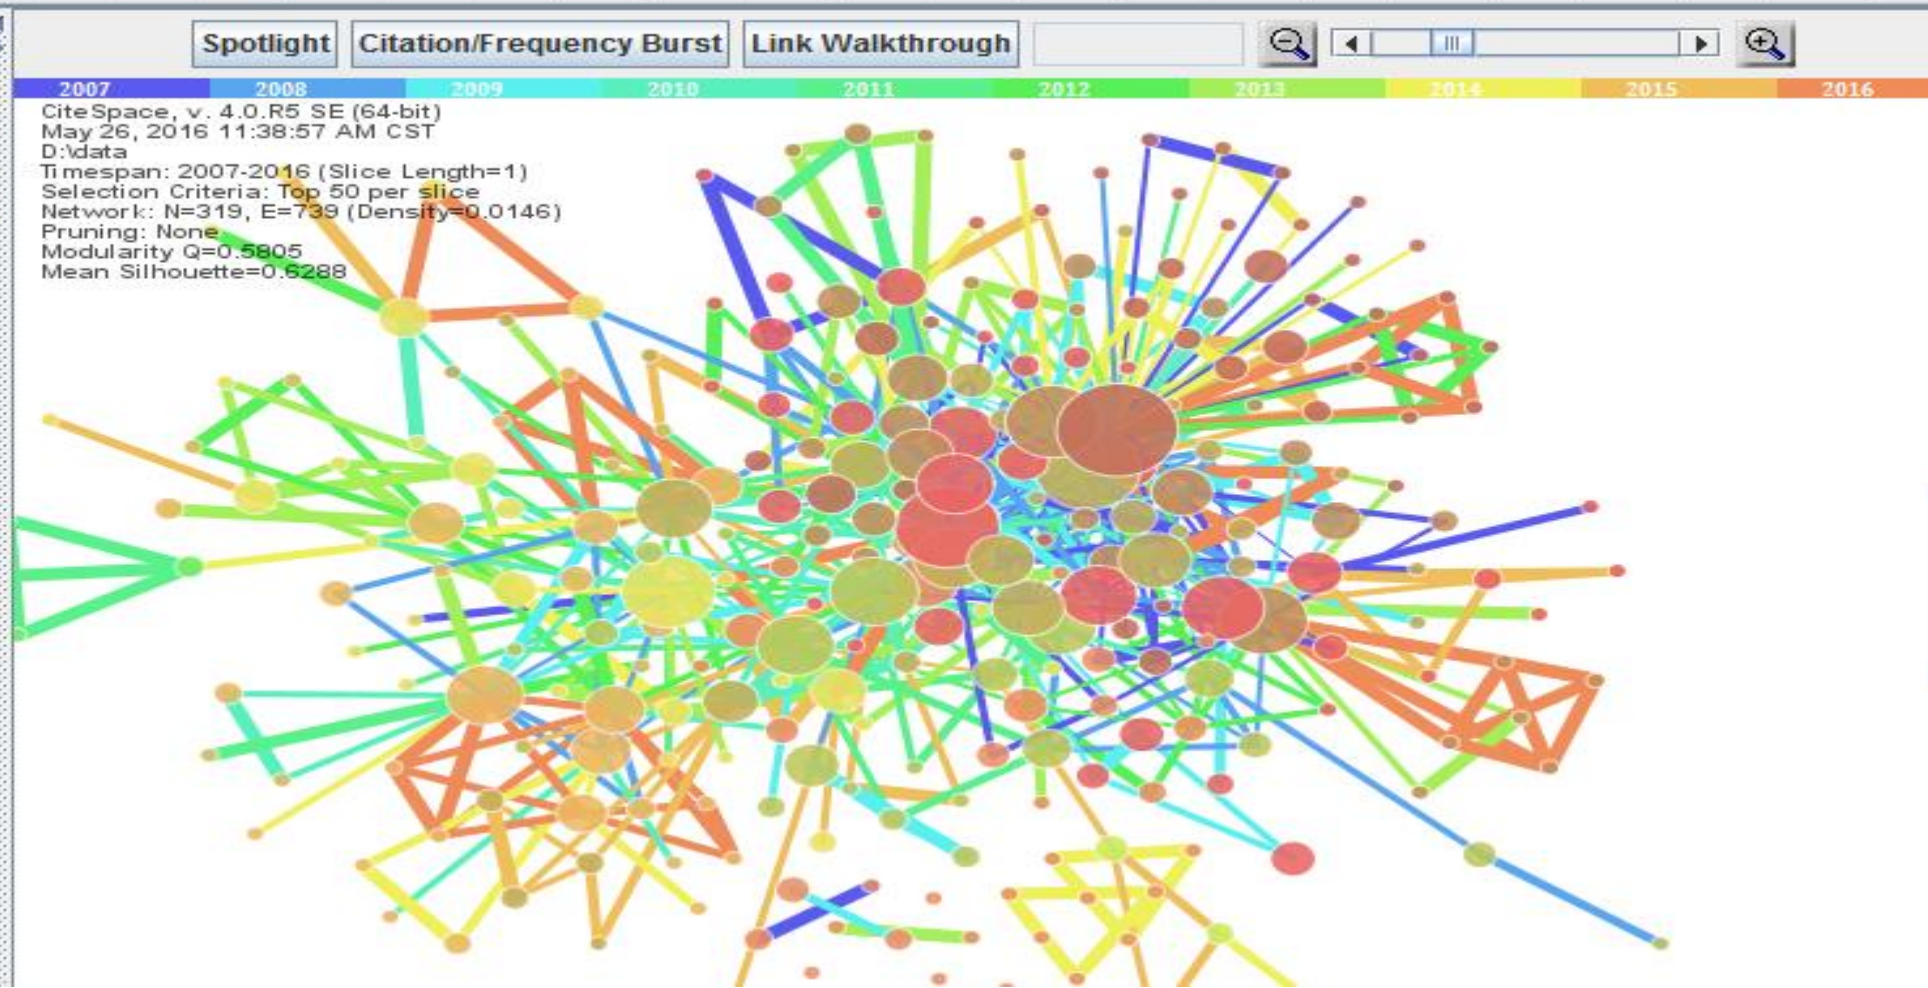 Spotlight Citation/Frequency Burst Link Walkthrough
2007 2008 2009 2010 2011 2012 2013 2014 2015 2016
CiteSpace, v. 4.0.R5 SE (64-bit)
May 26, 2016 11:38:57 AM CST
D:\data
Timespan: 2007-2016 (Slice Length=1)
Selection Criteria: Top 50 per slice
Network: N=319, E=739 (Density=0.0146)
Pruning: None
Modularity Q=0.5805
Mean Silhouette=0.6288